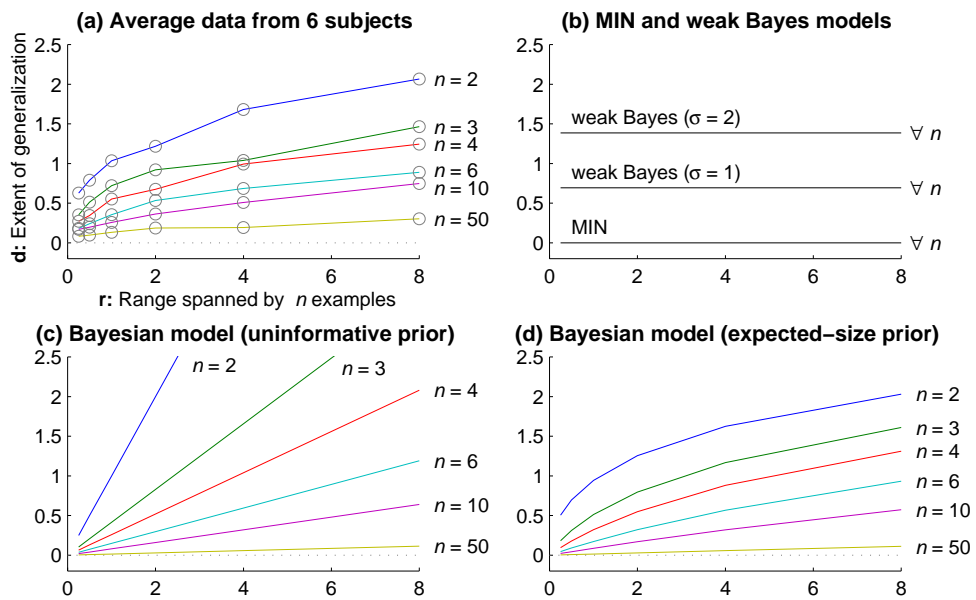 (a) Average data from 6 subjects
2.5
2
1.5
1
0.5
0
0 2 4 6 8
d: Extent of generalization
r: Range spanned by n examples
n = 2
n = 3
n = 4
n = 6
n = 10
n = 50
(b) MIN and weak Bayes models
2.5
2
1.5
1
0.5
0
0 2 4 6 8
weak Bayes (σ = 2)
∀ n
weak Bayes (σ = 1)
∀ n
MIN
∀ n
(c) Bayesian model (uninformative prior)
2.5
2
1.5
1
0.5
0
0 2 4 6 8
n = 2
n = 3
n = 4
n = 6
n = 10
n = 50
(d) Bayesian model (expected−size prior)
2.5
2
1.5
1
0.5
0
0 2 4 6 8
n = 2
n = 3
n = 4
n = 6
n = 10
n = 50